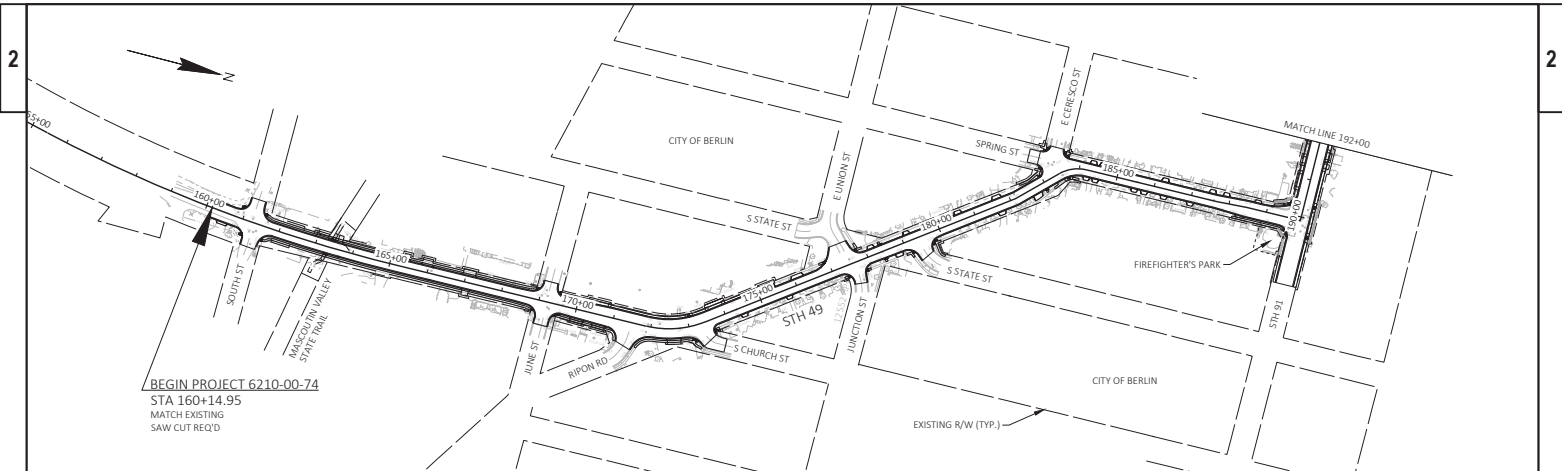 2
2
N
55+00
CITY OF BERLIN
E CERESCO ST
SPRING ST
MATCH LINE 192+00
185+00
E UNION ST
S STATE ST
160+00
180+00
190+00
165+00
S STATE ST
FIREFIGHTER'S PARK
SOUTH ST
MASCOUTIN VALLEY
STATE TRAIL
170+00
175+00
STH 49
12552
JUNCTION ST
STH 91
JUNE ST
RIPON RD
S CHURCH ST
BEGIN PROJECT 6210-00-74
STA 160+14.95
MATCH EXISTING
SAW CUT REQ'D
CITY OF BERLIN
EXISTING R/W (TYP.)